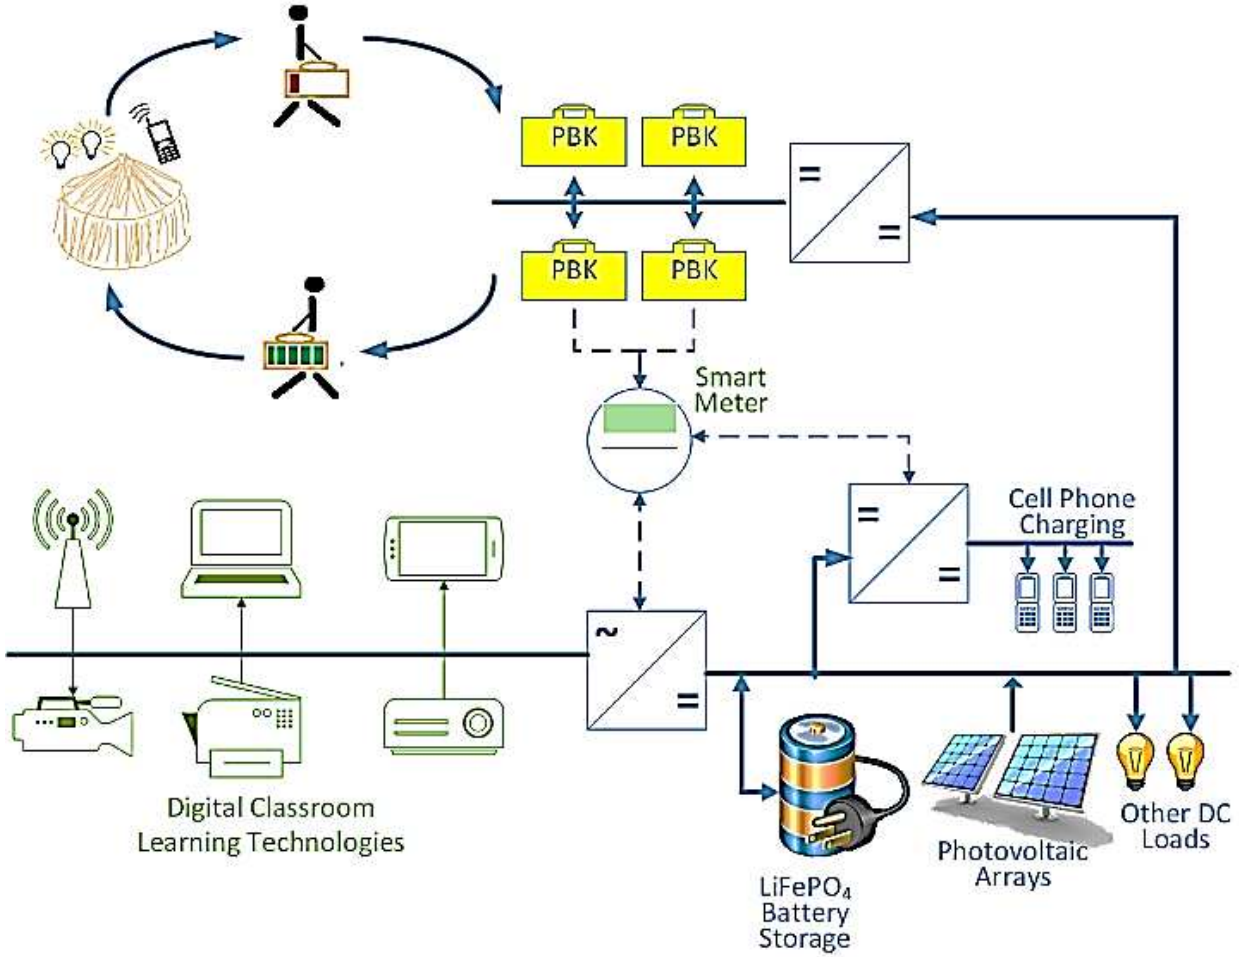 PBK
PBK
PBK
PBK
Smart
Meter
Cell Phone
Charging
Digital Classroom
Learning Technologies
LiFePO₄
Battery
Storage
Photovoltaic
Arrays
Other DC
Loads